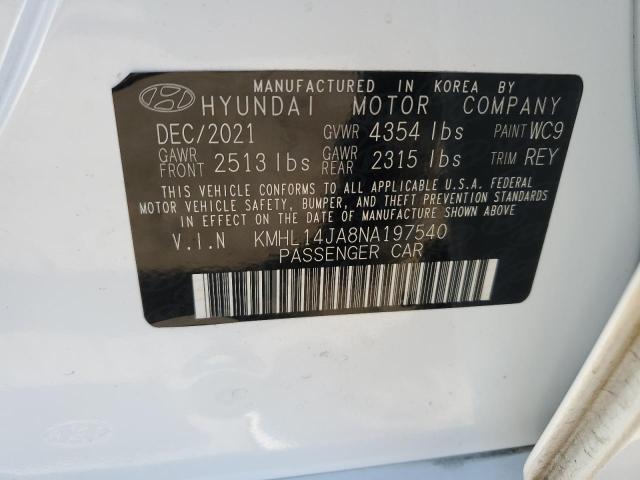 MANUFACTURED IN KOREA BY
HYUNDAI MOTOR COMPANY
DEC/2021 GVWR 4354 lbs PAINT WC9
GAWR FRONT 2513 lbs GAWR REAR 2315 lbs TRIM REY
THIS VEHICLE CONFORMS TO ALL APPLICABLE U.S.A. FEDERAL
MOTOR VEHICLE SAFETY, BUMPER, AND THEFT PREVENTION STANDARDS
IN EFFECT ON THE DATE OF MANUFACTURE SHOWN ABOVE
V.I.N KMHL14JA8NA197540
PASSENGER CAR